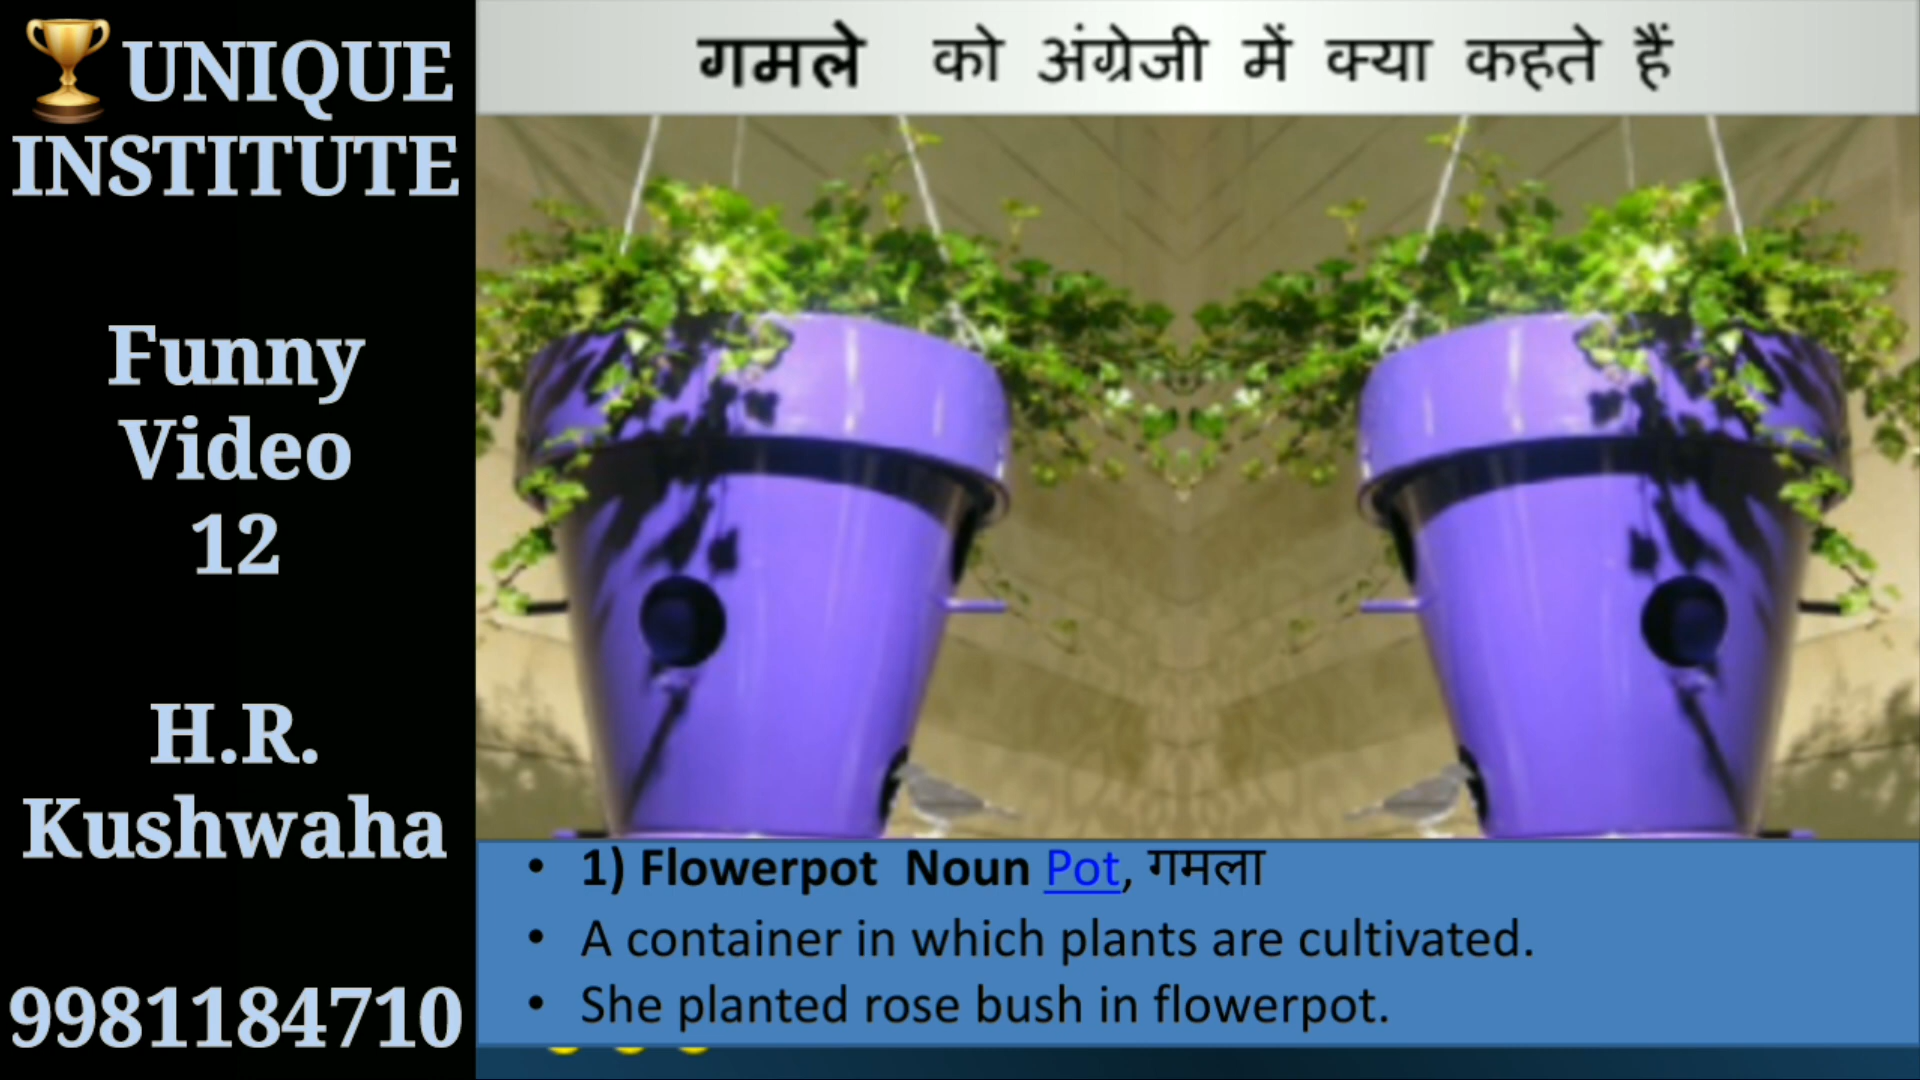 UNIQUE
INSTITUTE
Funny
Video
12
H.R.
Kushwaha
9981184710
गमले को अंग्रेजी में क्या कहते हैं
• 1) Flowerpot Noun Pot, गमला
• A container in which plants are cultivated.
• She planted rose bush in flowerpot.